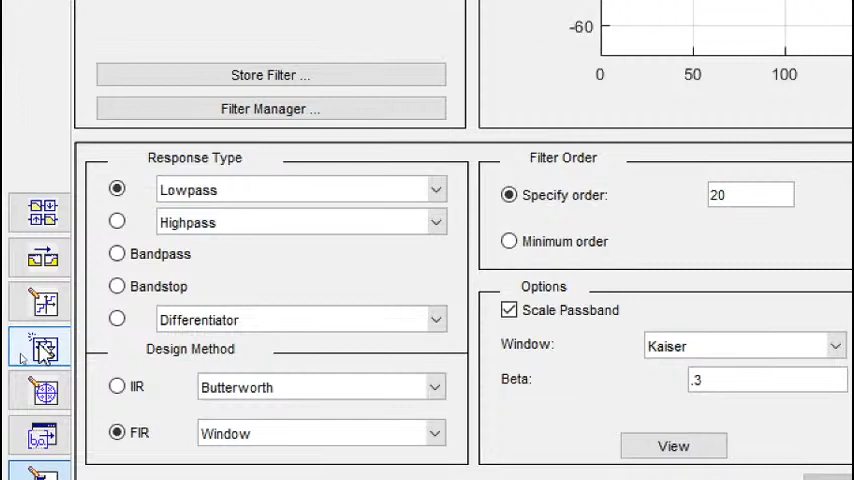 -60
0 50 100
Store Filter ...
Filter Manager ...
Response Type
Lowpass
Highpass
Bandpass
Bandstop
Differentiator
Design Method
IIR Butterworth
FIR Window
Filter Order
Specify order: 20
Minimum order
Options
Scale Passband
Window: Kaiser
Beta: .3
View